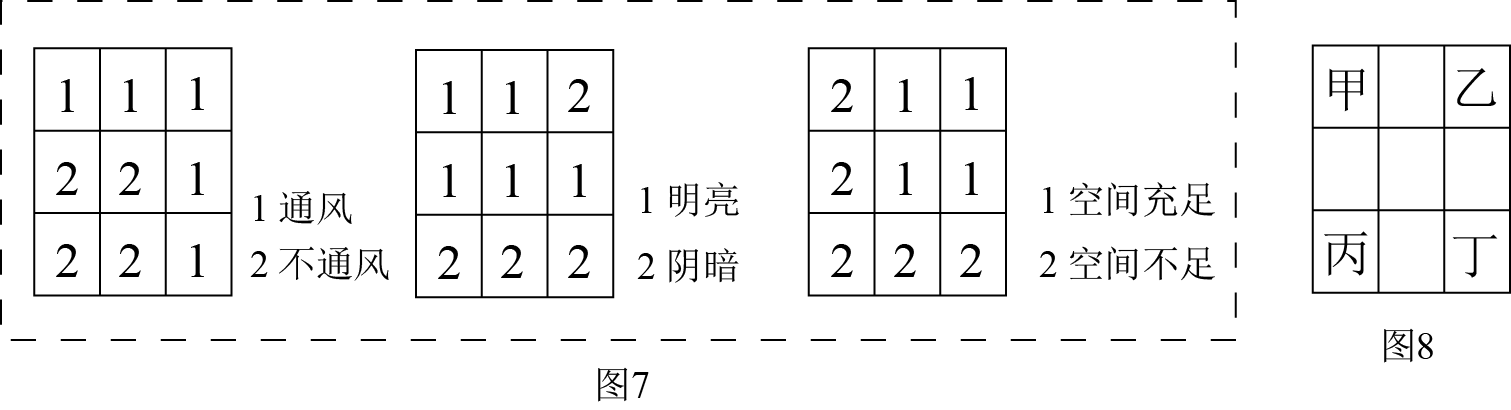 1 1 1
2 2 1
2 2 1
1 通风
2 不通风
1 1 2
1 1 1
2 2 2
1 明亮
2 阴暗
2 1 1
2 1 1
2 2 2
1 空间充足
2 空间不足
图7
甲 乙
丙 丁
图8